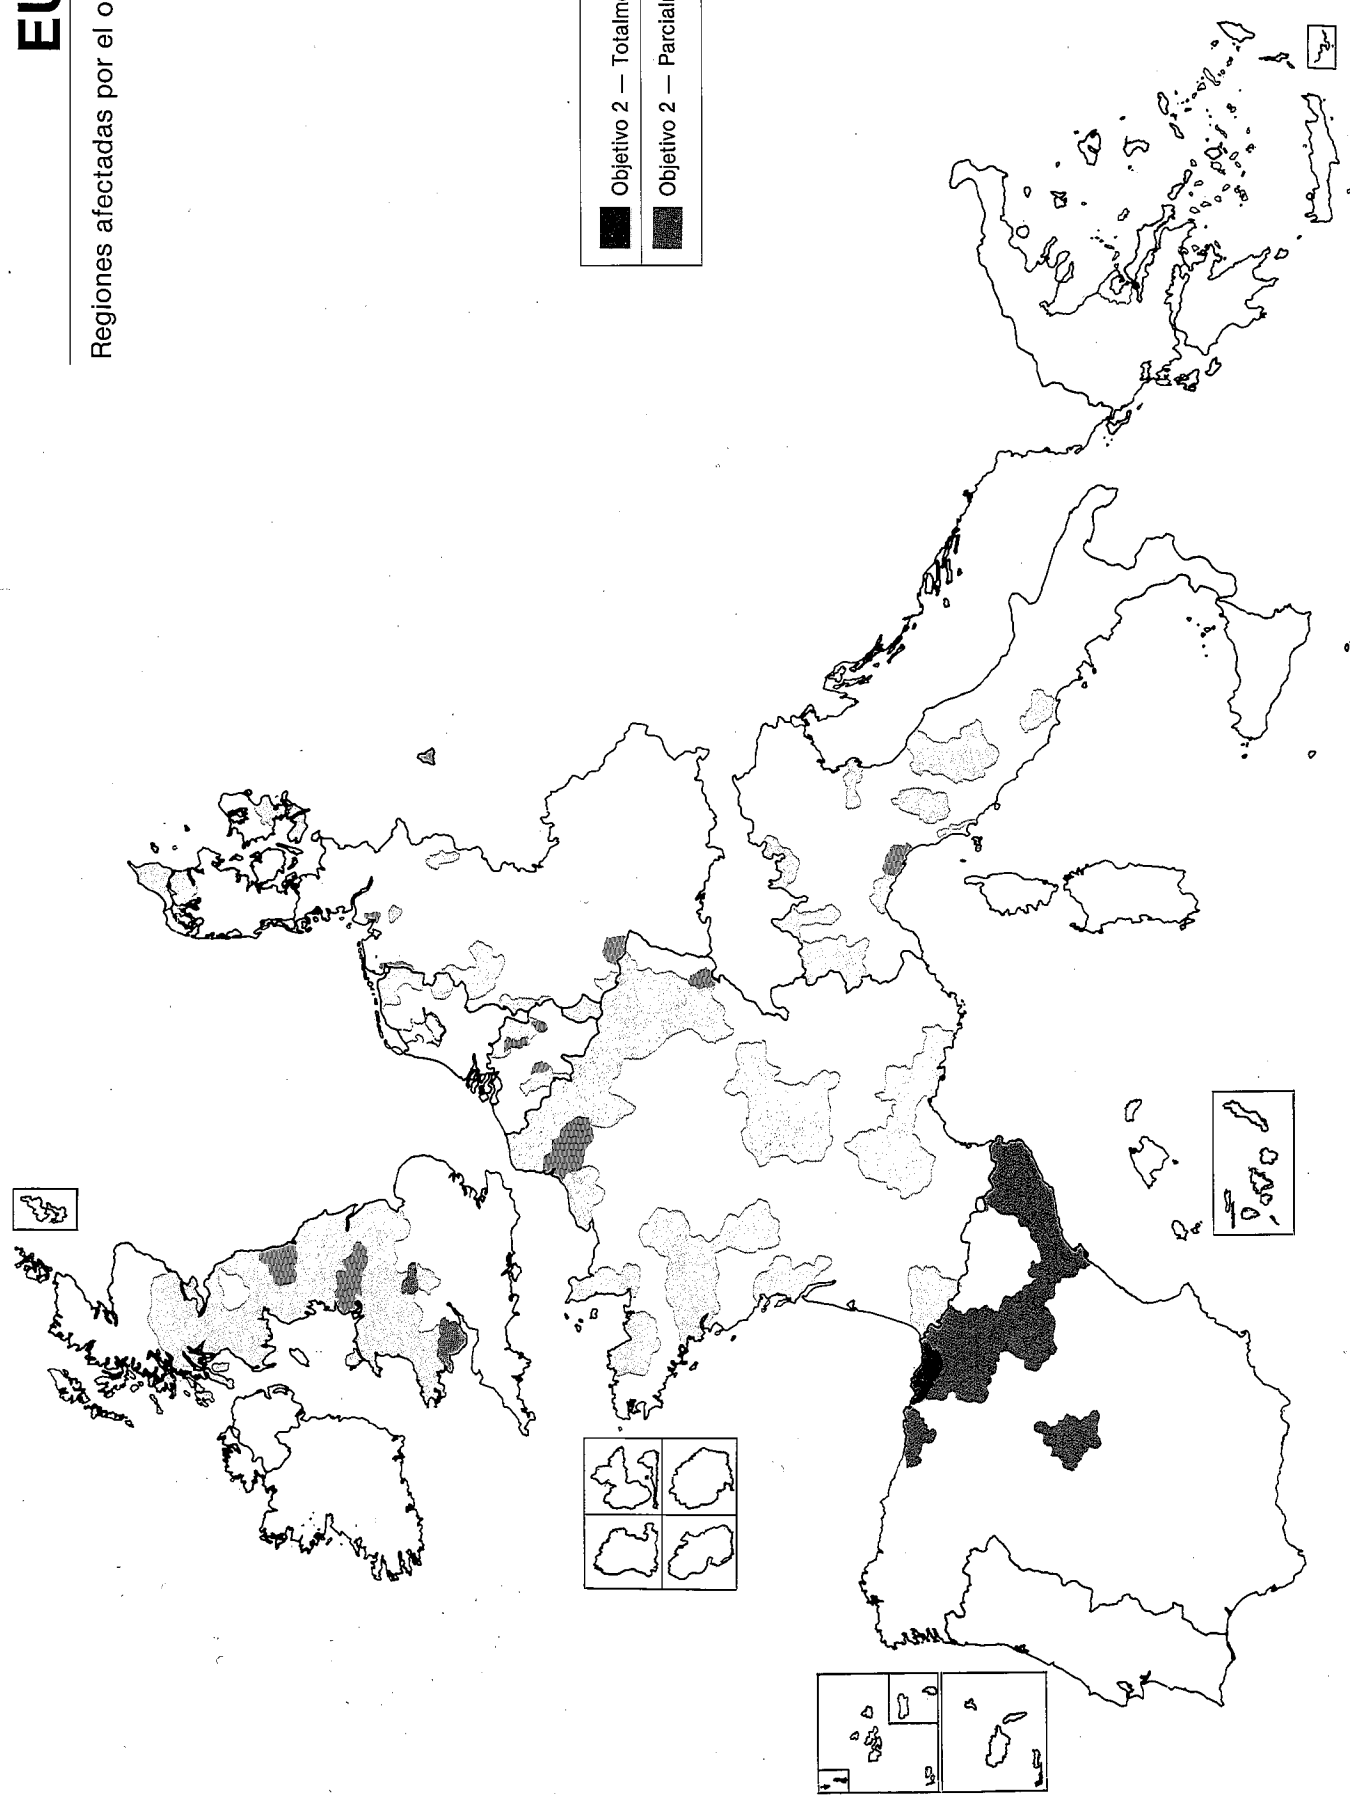 EU
Regiones afectadas por el o
Objetivo 2 — Totalm
Objetivo 2 — Parcial